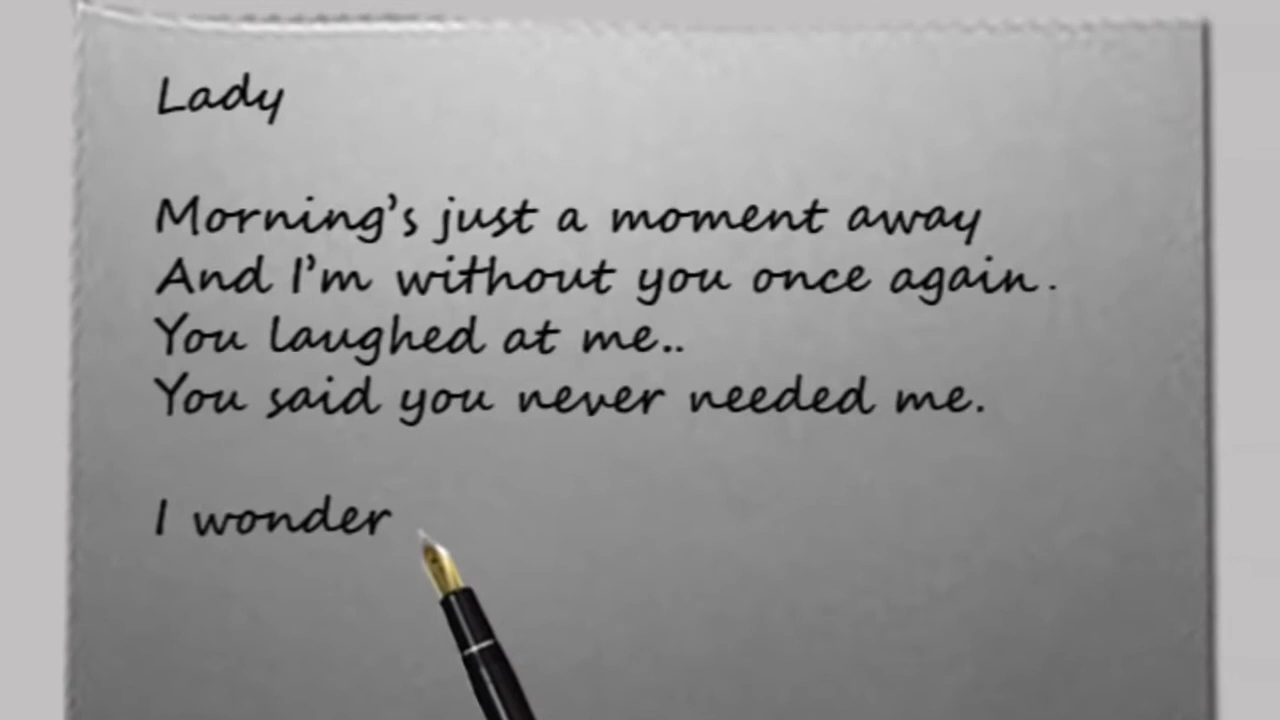 Lady
Morning's just a moment away
And I'm without you once again.
You laughed at me..
You said you never needed me.
I wonder